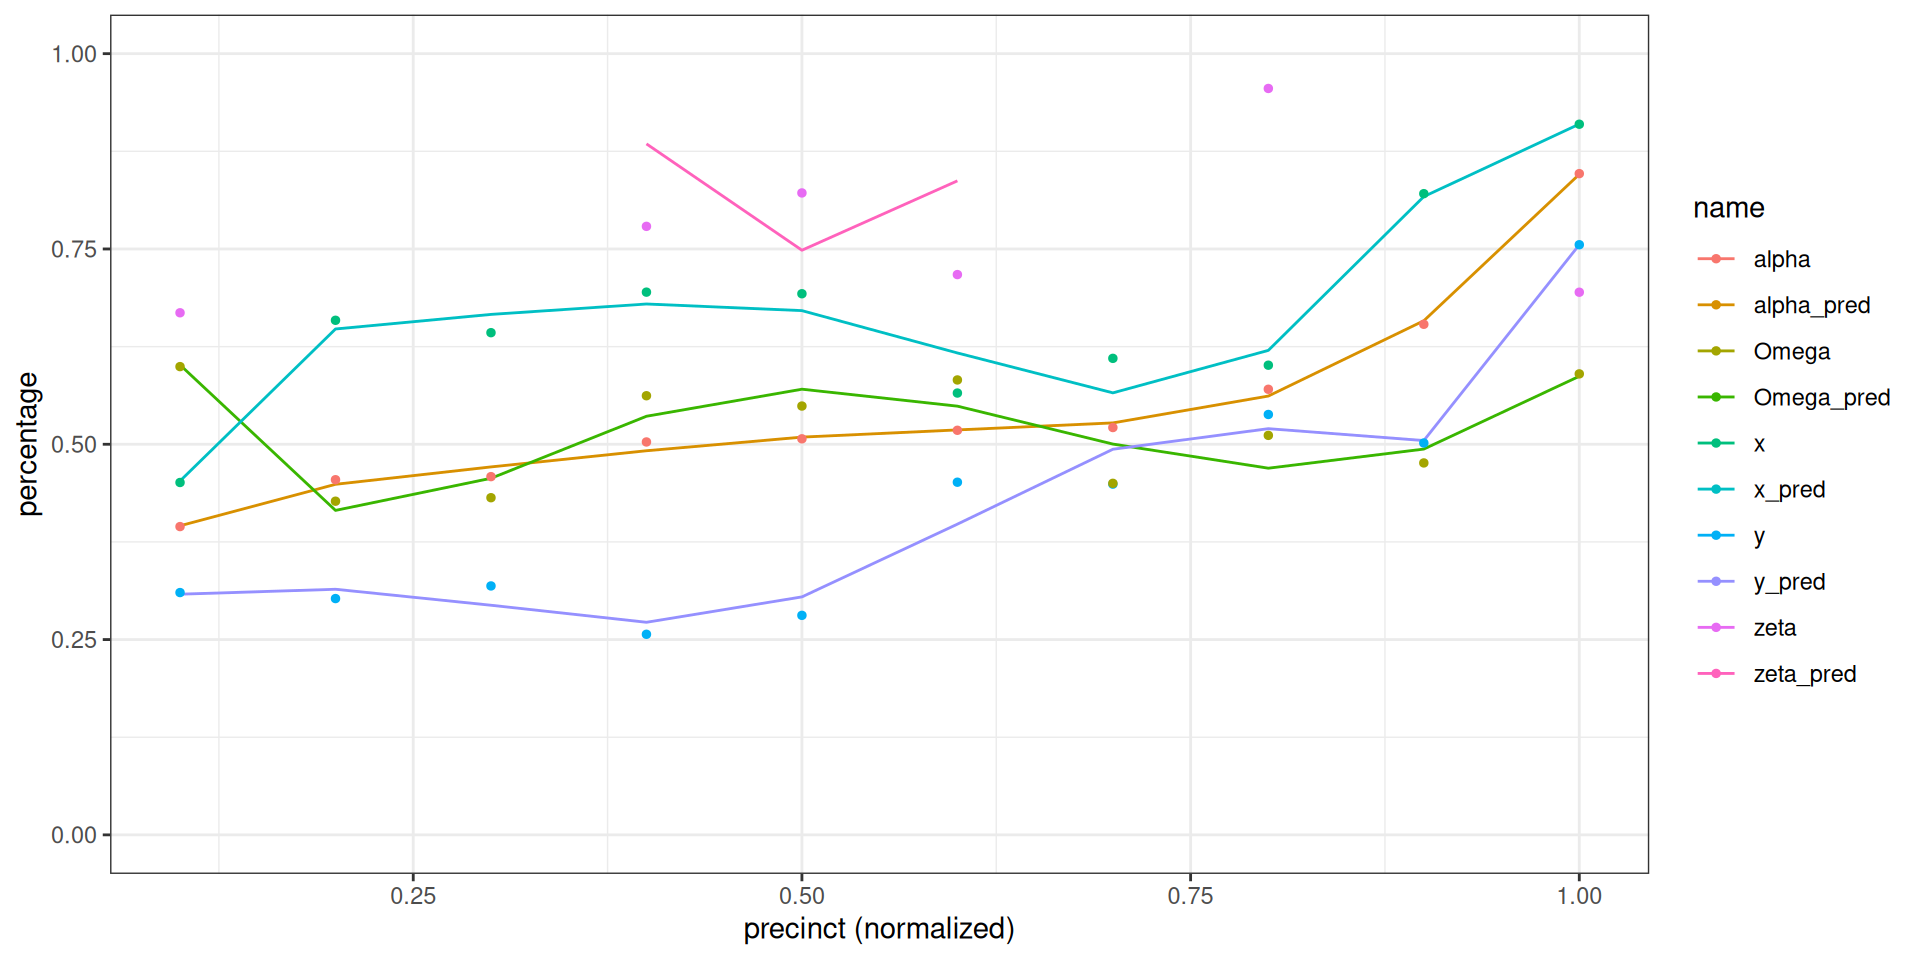 1.00
0.75
0.50
0.25
0.00
percentage
0.25
0.50
0.75
1.00
precinct (normalized)
name
alpha
alpha_pred
Omega
Omega_pred
x
x_pred
y
y_pred
zeta
zeta_pred